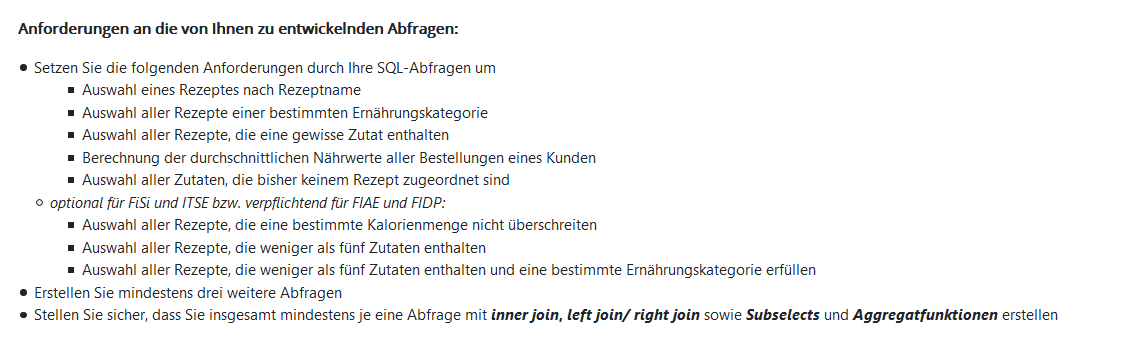 Anforderungen an die von Ihnen zu entwickelnden Abfragen:
• Setzen Sie die folgenden Anforderungen durch Ihre SQL-Abfragen um
▪ Auswahl eines Rezeptes nach Rezeptname
▪ Auswahl aller Rezepte einer bestimmten Ernährungskategorie
▪ Auswahl aller Rezepte, die eine gewisse Zutat enthalten
▪ Berechnung der durchschnittlichen Nährwerte aller Bestellungen eines Kunden
▪ Auswahl aller Zutaten, die bisher keinem Rezept zugeordnet sind
○ optional für FiSi und ITSE bzw. verpflichtend für FIAE und FIDP:
▪ Auswahl aller Rezepte, die eine bestimmte Kalorienmenge nicht überschreiten
▪ Auswahl aller Rezepte, die weniger als fünf Zutaten enthalten
▪ Auswahl aller Rezepte, die weniger als fünf Zutaten enthalten und eine bestimmte Ernährungskategorie erfüllen
• Erstellen Sie mindestens drei weitere Abfragen
• Stellen Sie sicher, dass Sie insgesamt mindestens je eine Abfrage mit inner join, left join/ right join sowie Subselects und Aggregatfunktionen erstellen